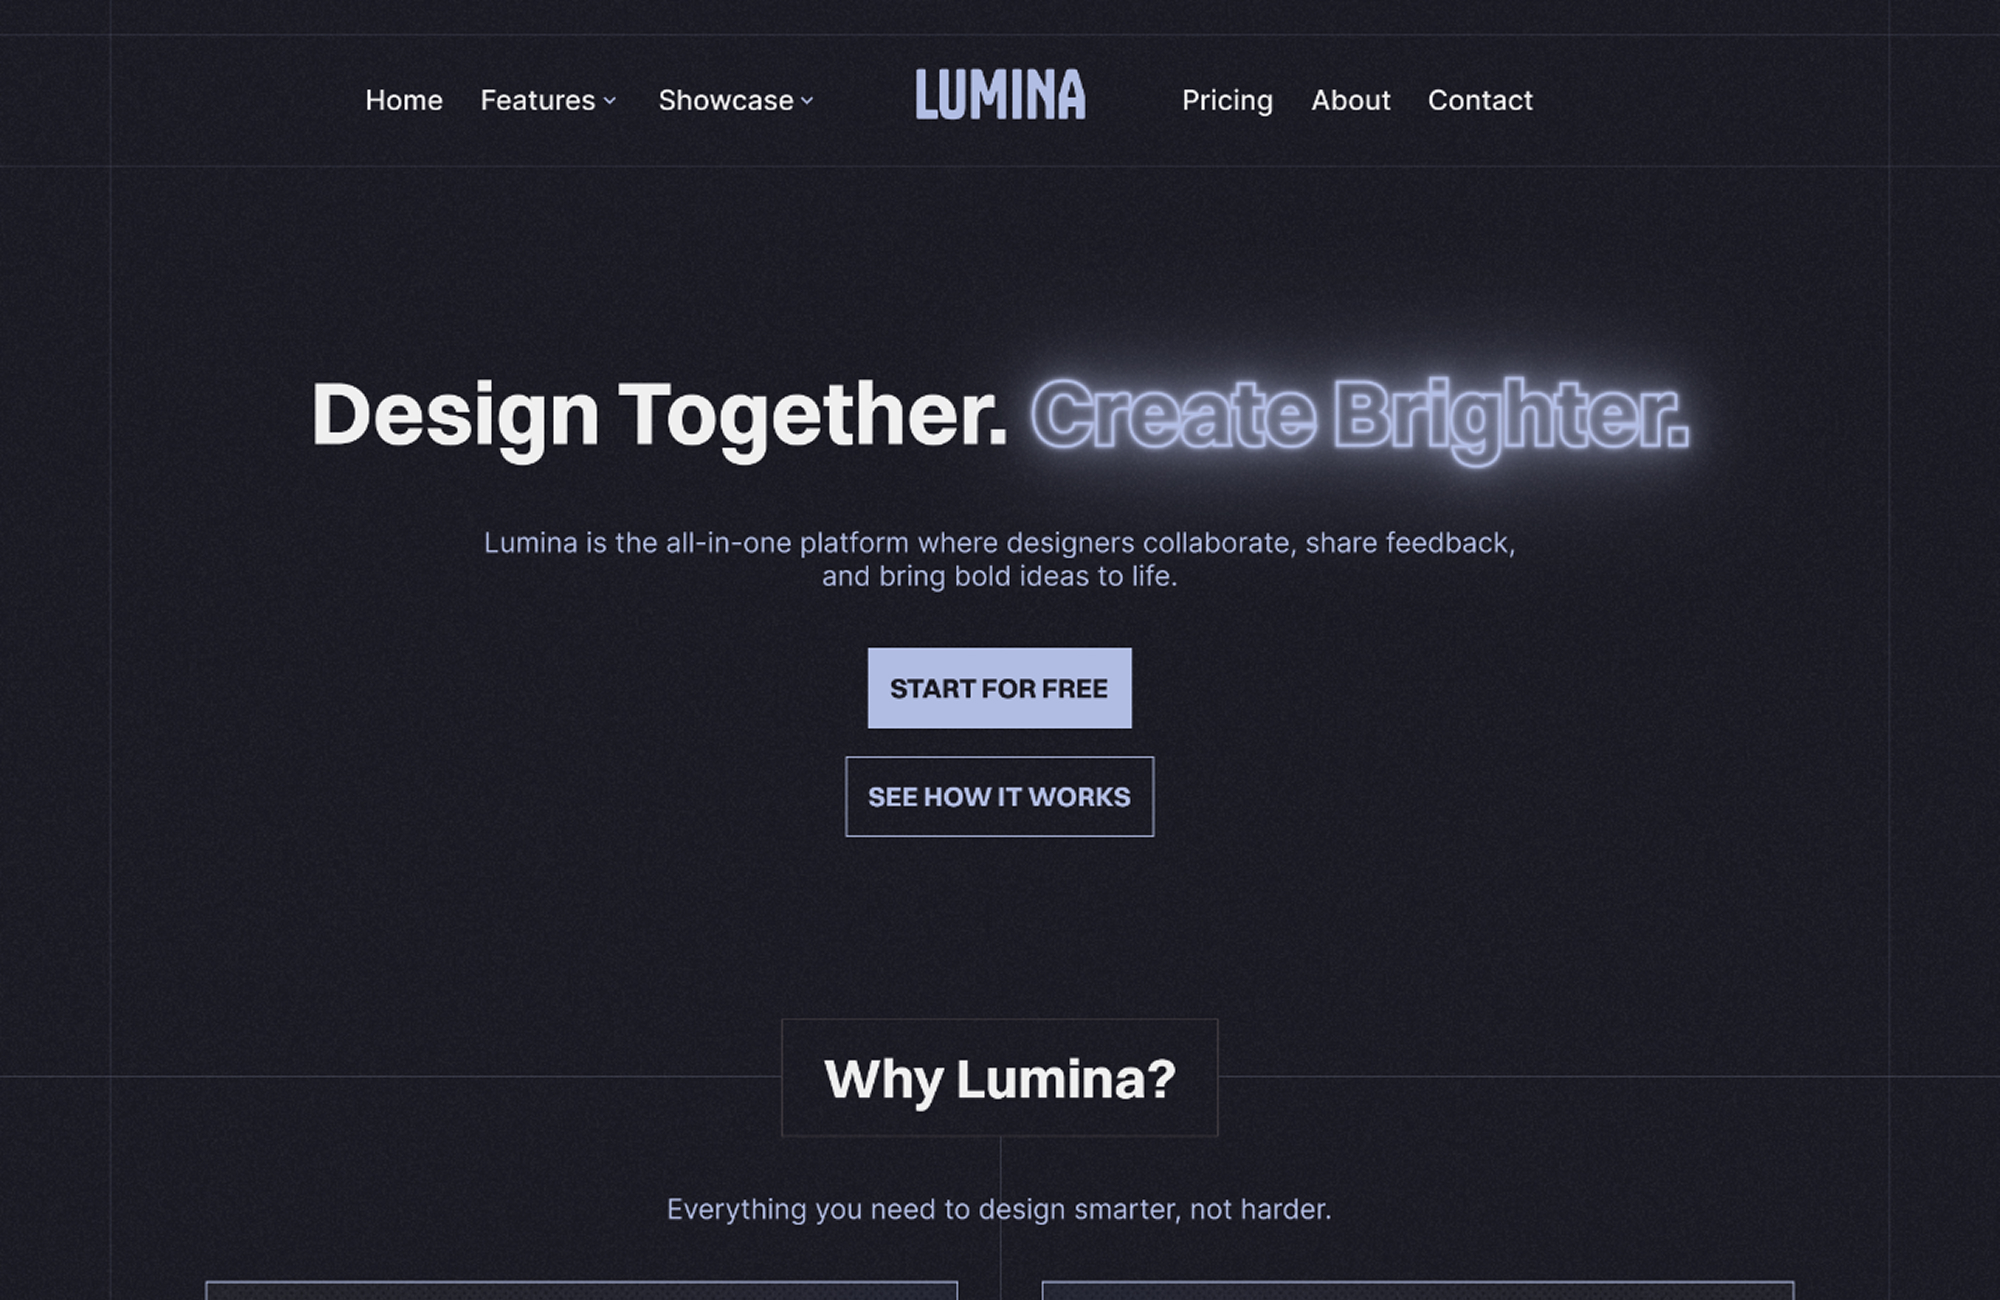 Home Features Showcase LUMINA Pricing About Contact
Design Together. Create Brighter.
Lumina is the all-in-one platform where designers collaborate, share feedback,
and bring bold ideas to life.
START FOR FREE
SEE HOW IT WORKS
Why Lumina?
Everything you need to design smarter, not harder.